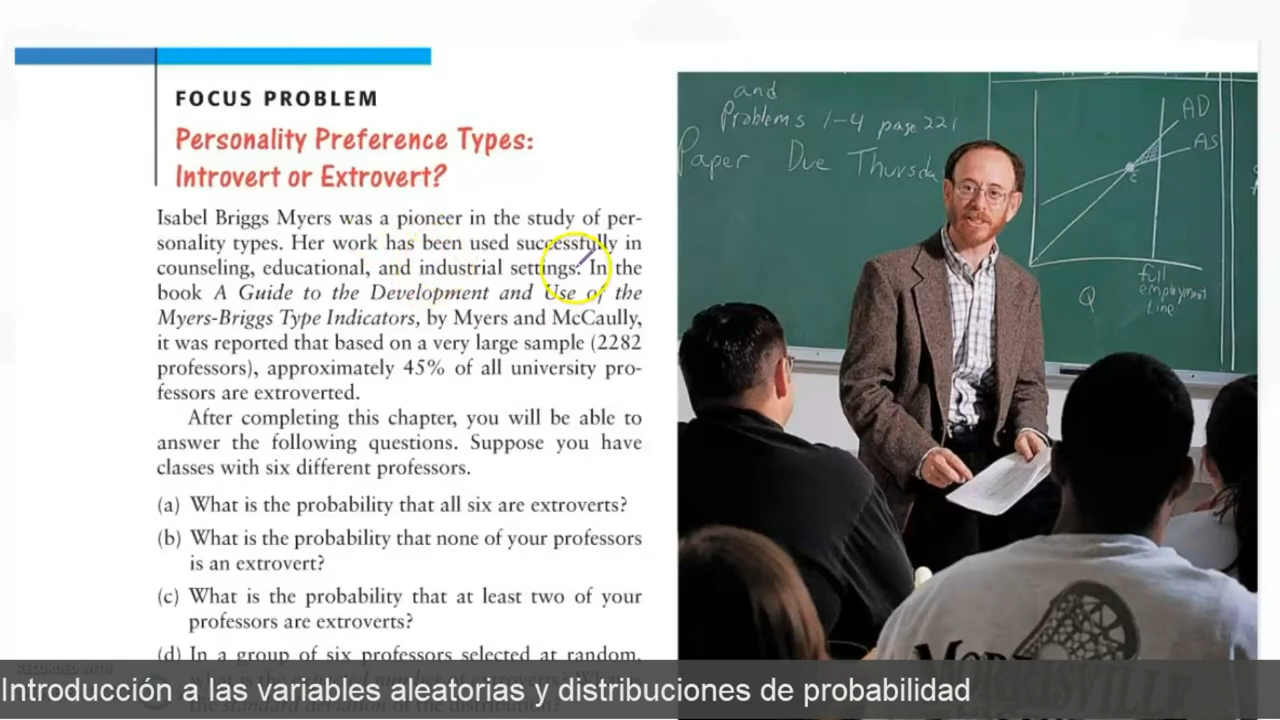 FOCUS PROBLEM
Personality Preference Types:
Introvert or Extrovert?
Isabel Briggs Myers was a pioneer in the study of per-
sonality types. Her work has been used successfully in
counseling, educational, and industrial settings. In the
book A Guide to the Development and Use of the
Myers-Briggs Type Indicators, by Myers and McCaully,
it was reported that based on a very large sample (2282
professors), approximately 45% of all university pro-
fessors are extroverted.
After completing this chapter, you will be able to
answer the following questions. Suppose you have
classes with six different professors.
(a) What is the probability that all six are extroverts?
(b) What is the probability that none of your professors
is an extrovert?
(c) What is the probability that at least two of your
professors are extroverts?
(d) In a group of six professors selected at random,
and
Problems 1-4 page 221
Paper Due Thursda
AD
AS
E
full
employment
Line
Q
RECORDED WITH
Introducción a las variables aleatorias y distribuciones de probabilidad